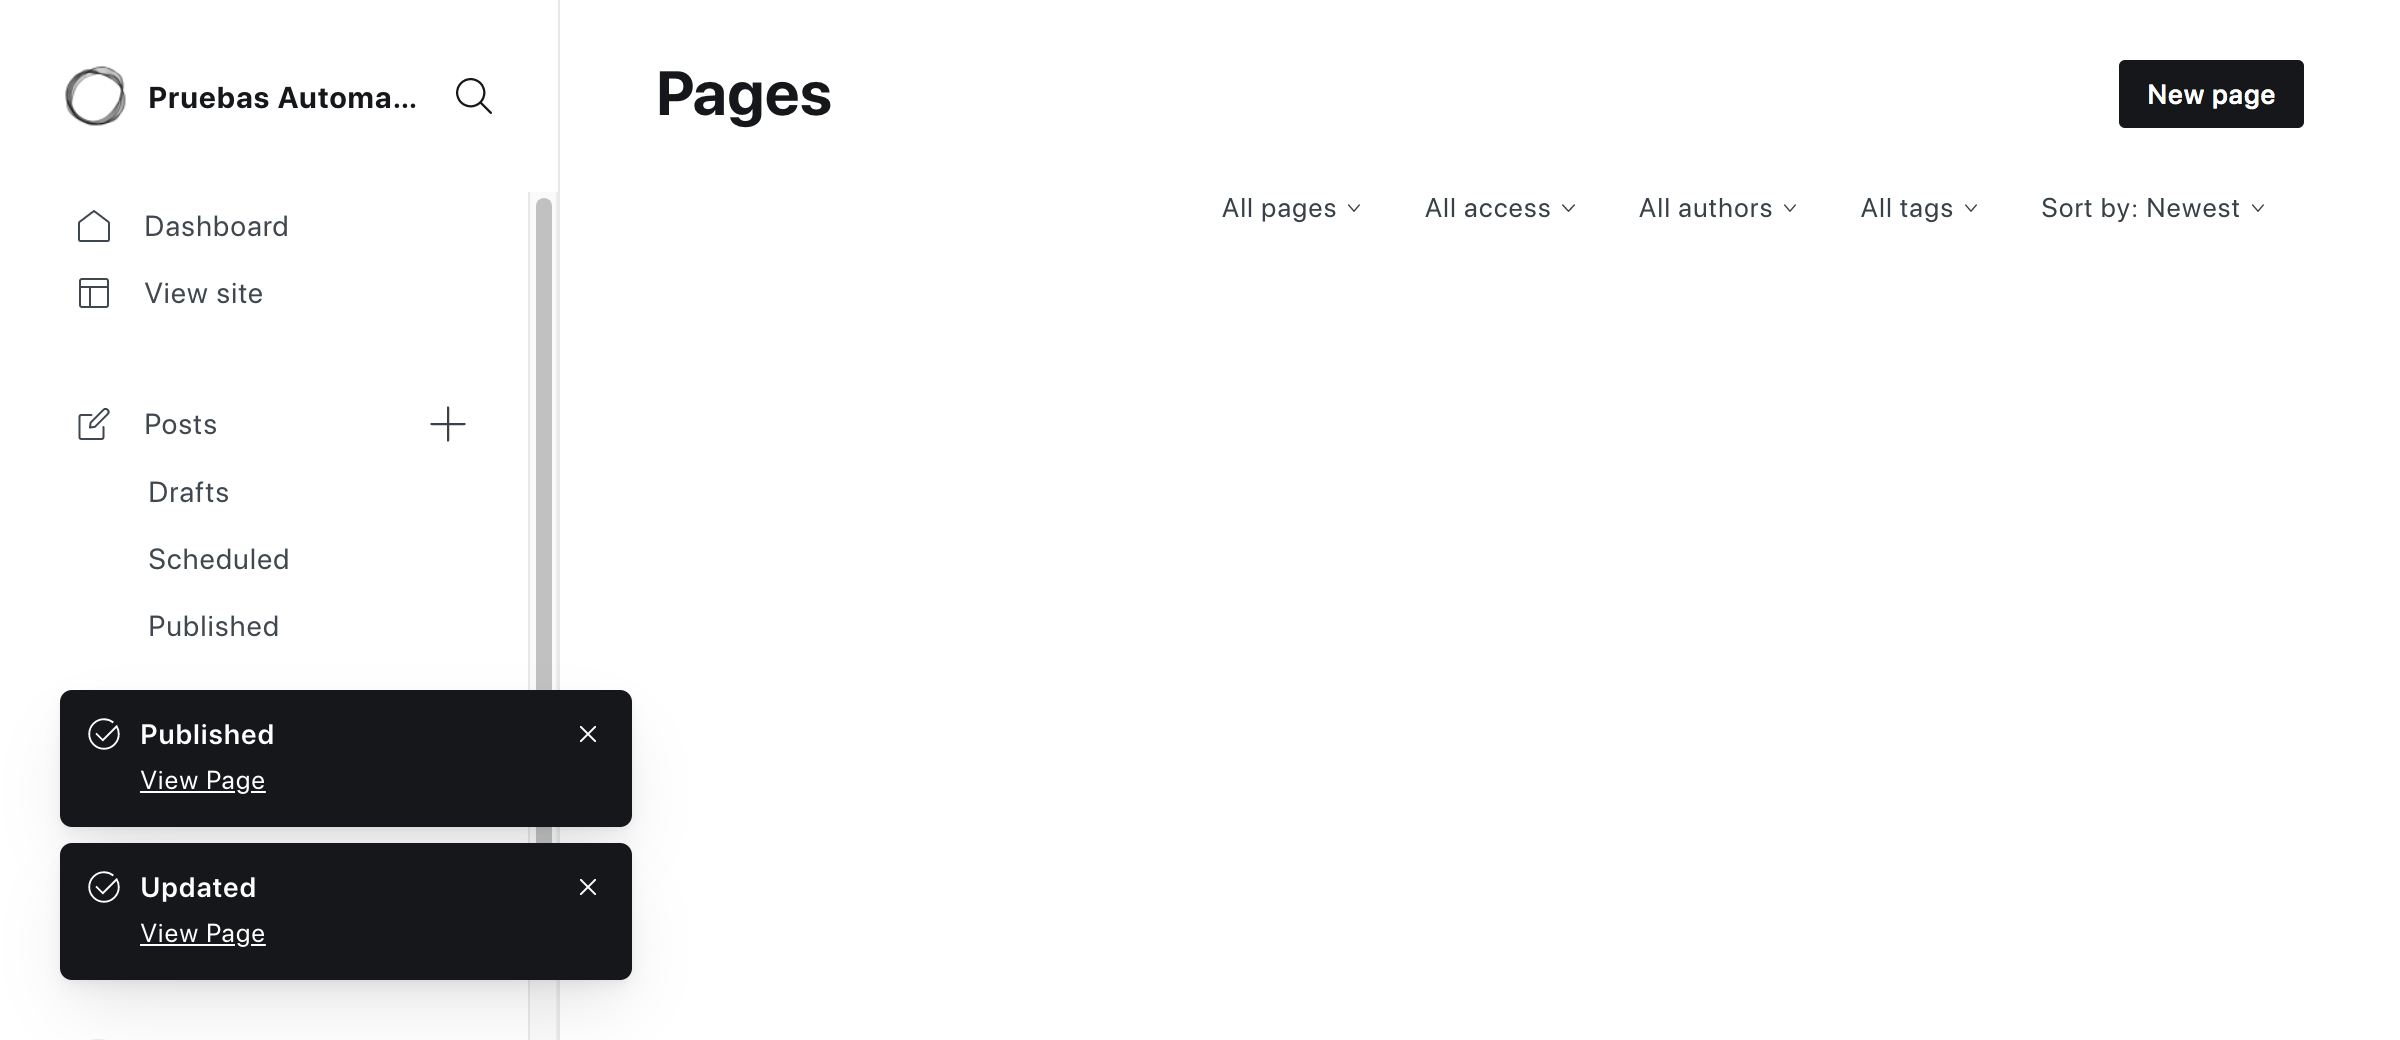 Pruebas Automa...
Dashboard
View site
Posts
Drafts
Scheduled
Published
Published
View Page
Updated
View Page
Pages
New page
All pages
All access
All authors
All tags
Sort by: Newest